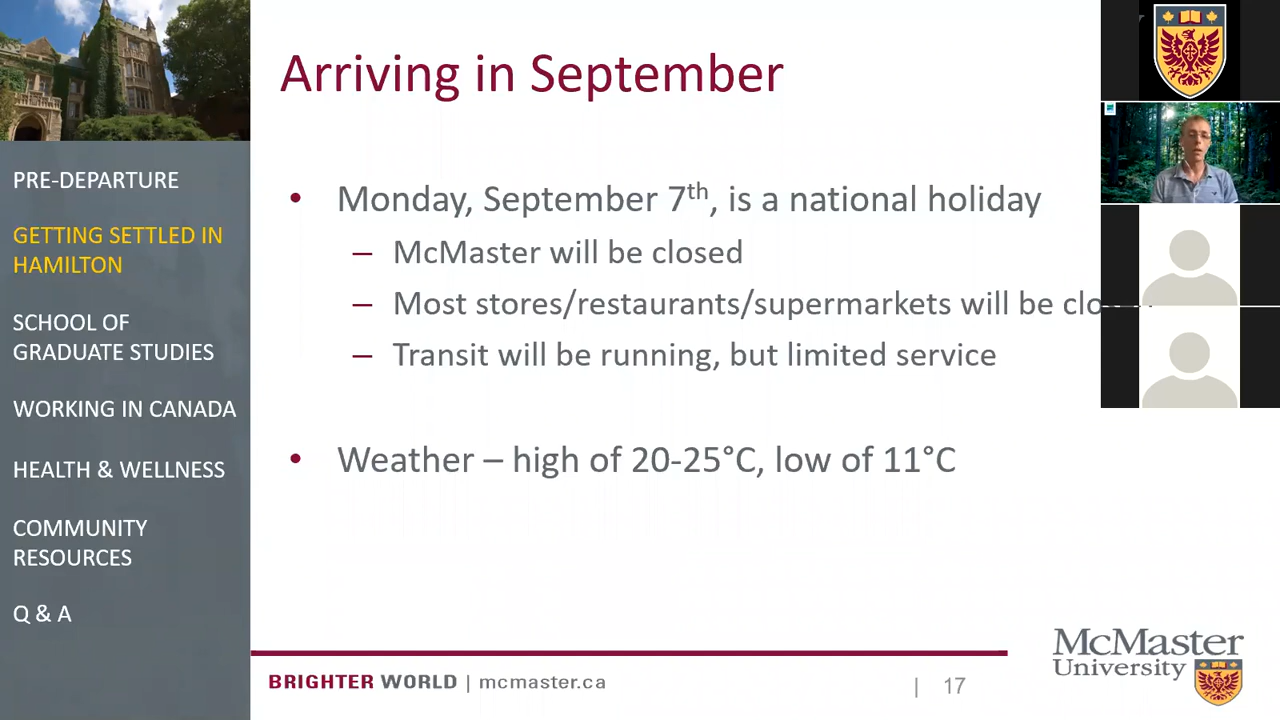 Arriving in September
PRE-DEPARTURE
GETTING SETTLED IN
HAMILTON
SCHOOL OF
GRADUATE STUDIES
WORKING IN CANADA
HEALTH & WELLNESS
COMMUNITY
RESOURCES
Q & A
• Monday, September 7th, is a national holiday
– McMaster will be closed
– Most stores/restaurants/supermarkets will be
– Transit will be running, but limited service
• Weather – high of 20-25°C, low of 11°C
BRIGHTER WORLD | mcmaster.ca
| 17
McMaster
University